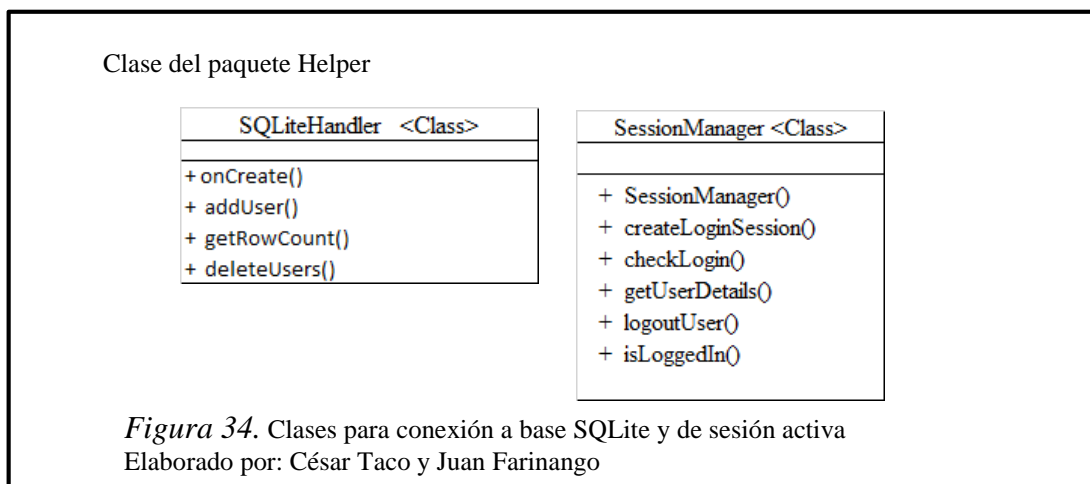 Clase del paquete Helper
SQLiteHandler <Class>
+ onCreate()
+ addUser()
+ getRowCount()
+ deleteUsers()
SessionManager <Class>
+ SessionManager()
+ createLoginSession()
+ checkLogin()
+ getUserDetails()
+ logoutUser()
+ isLoggedIn()
Figura 34. Clases para conexión a base SQLite y de sesión activa
Elaborado por: César Taco y Juan Farinango